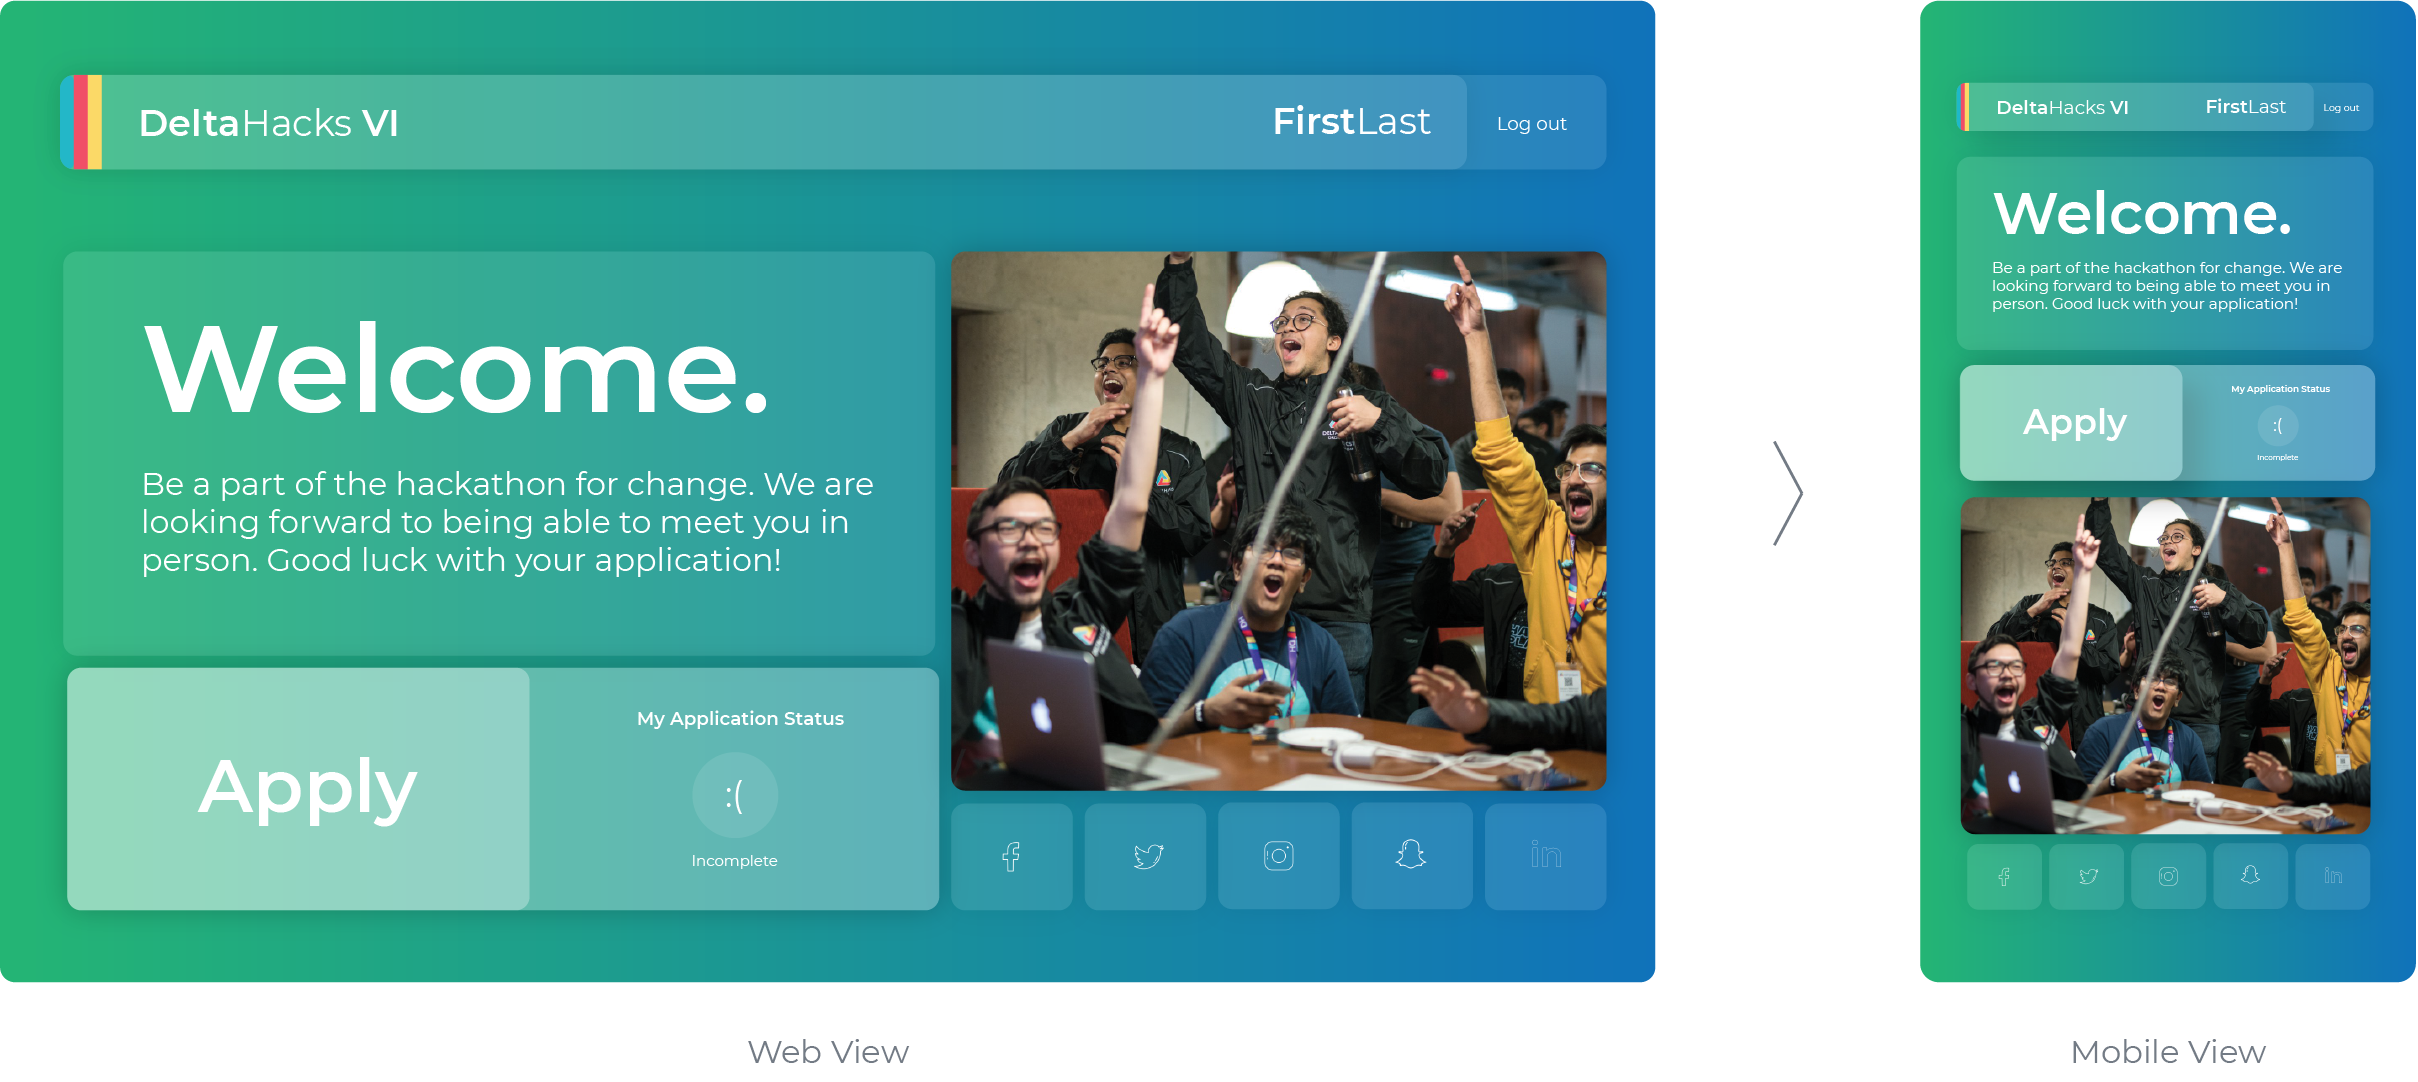 DeltaHacks VI
FirstLast
Log out
Welcome.
Be a part of the hackathon for change. We are
looking forward to being able to meet you in
person. Good luck with your application!
Apply
My Application Status
:(
Incomplete
Web View
DeltaHacks VI
FirstLast
Log out
Welcome.
Be a part of the hackathon for change. We are
looking forward to being able to meet you in
person. Good luck with your application!
Apply
My Application Status
:(
Incomplete
Mobile View